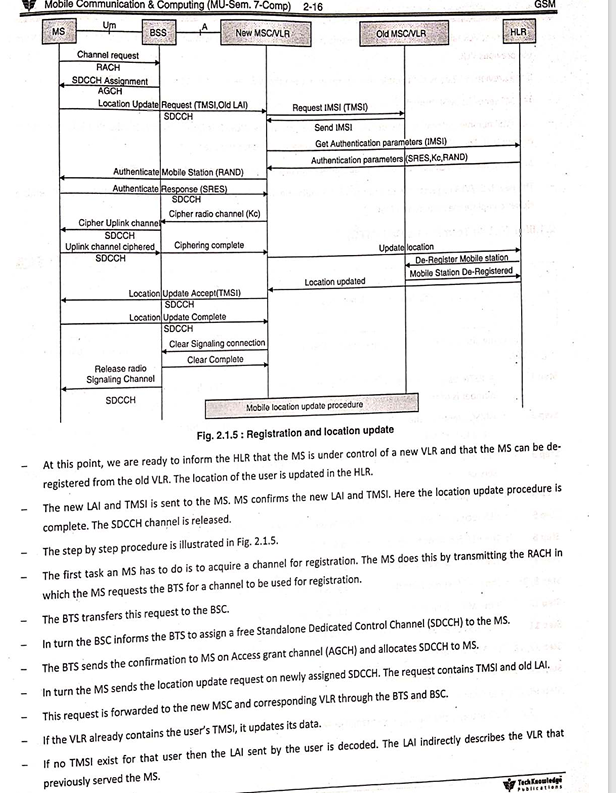 Mobile Communication & Computing (MU-Sem. 7-Comp) 2-16 GSM
MS Um BSS A New MSC/VLR Old MSC/VLR HLR
Channel request
RACH
SDCCH Assignment
AGCH
Location Update Request (TMSI,Old LAI)
SDCCH
Request IMSI (TMSI)
Send IMSI
Get Authentication parameters (IMSI)
Authentication parameters (SRES,Kc,RAND)
Authenticate Mobile Station (RAND)
Authenticate Response (SRES)
SDCCH
Cipher radio channel (Kc)
Cipher Uplink channel
SDCCH
Uplink channel ciphered Ciphering complete Update location
SDCCH
De-Register Mobile station
Mobile Station De-Registered
Location updated
Location Update Accept(TMSI)
SDCCH
Location Update Complete
SDCCH
Clear Signaling connection
Clear Complete
Release radio
Signaling Channel
SDCCH
Mobile location update procedure
Fig. 2.1.5 : Registration and location update
– At this point, we are ready to inform the HLR that the MS is under control of a new VLR and that the MS can be de-
registered from the old VLR. The location of the user is updated in the HLR.
– The new LAI and TMSI is sent to the MS. MS confirms the new LAI and TMSI. Here the location update procedure is
complete. The SDCCH channel is released.
– The step by step procedure is illustrated in Fig. 2.1.5.
– The first task an MS has to do is to acquire a channel for registration. The MS does this by transmitting the RACH in
which the MS requests the BTS for a channel to be used for registration.
– The BTS transfers this request to the BSC.
– In turn the BSC informs the BTS to assign a free Standalone Dedicated Control Channel (SDCCH) to the MS.
– The BTS sends the confirmation to MS on Access grant channel (AGCH) and allocates SDCCH to MS.
– In turn the MS sends the location update request on newly assigned SDCCH. The request contains TMSI and old LAI.
– This request is forwarded to the new MSC and corresponding VLR through the BTS and BSC.
– If the VLR already contains the user's TMSI, it updates its data.
– If no TMSI exist for that user then the LAI sent by the user is decoded. The LAI indirectly describes the VLR that
previously served the MS.
TechKnowledge
Publications